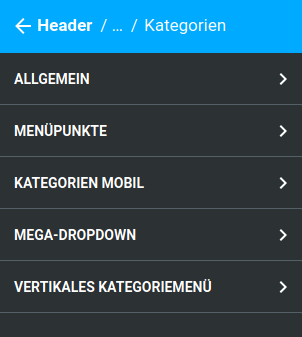 Header / ... / Kategorien
ALLGEMEIN
MENÜPUNKTE
KATEGORIEN MOBIL
MEGA-DROPDOWN
VERTIKALES KATEGORIEMENÜ